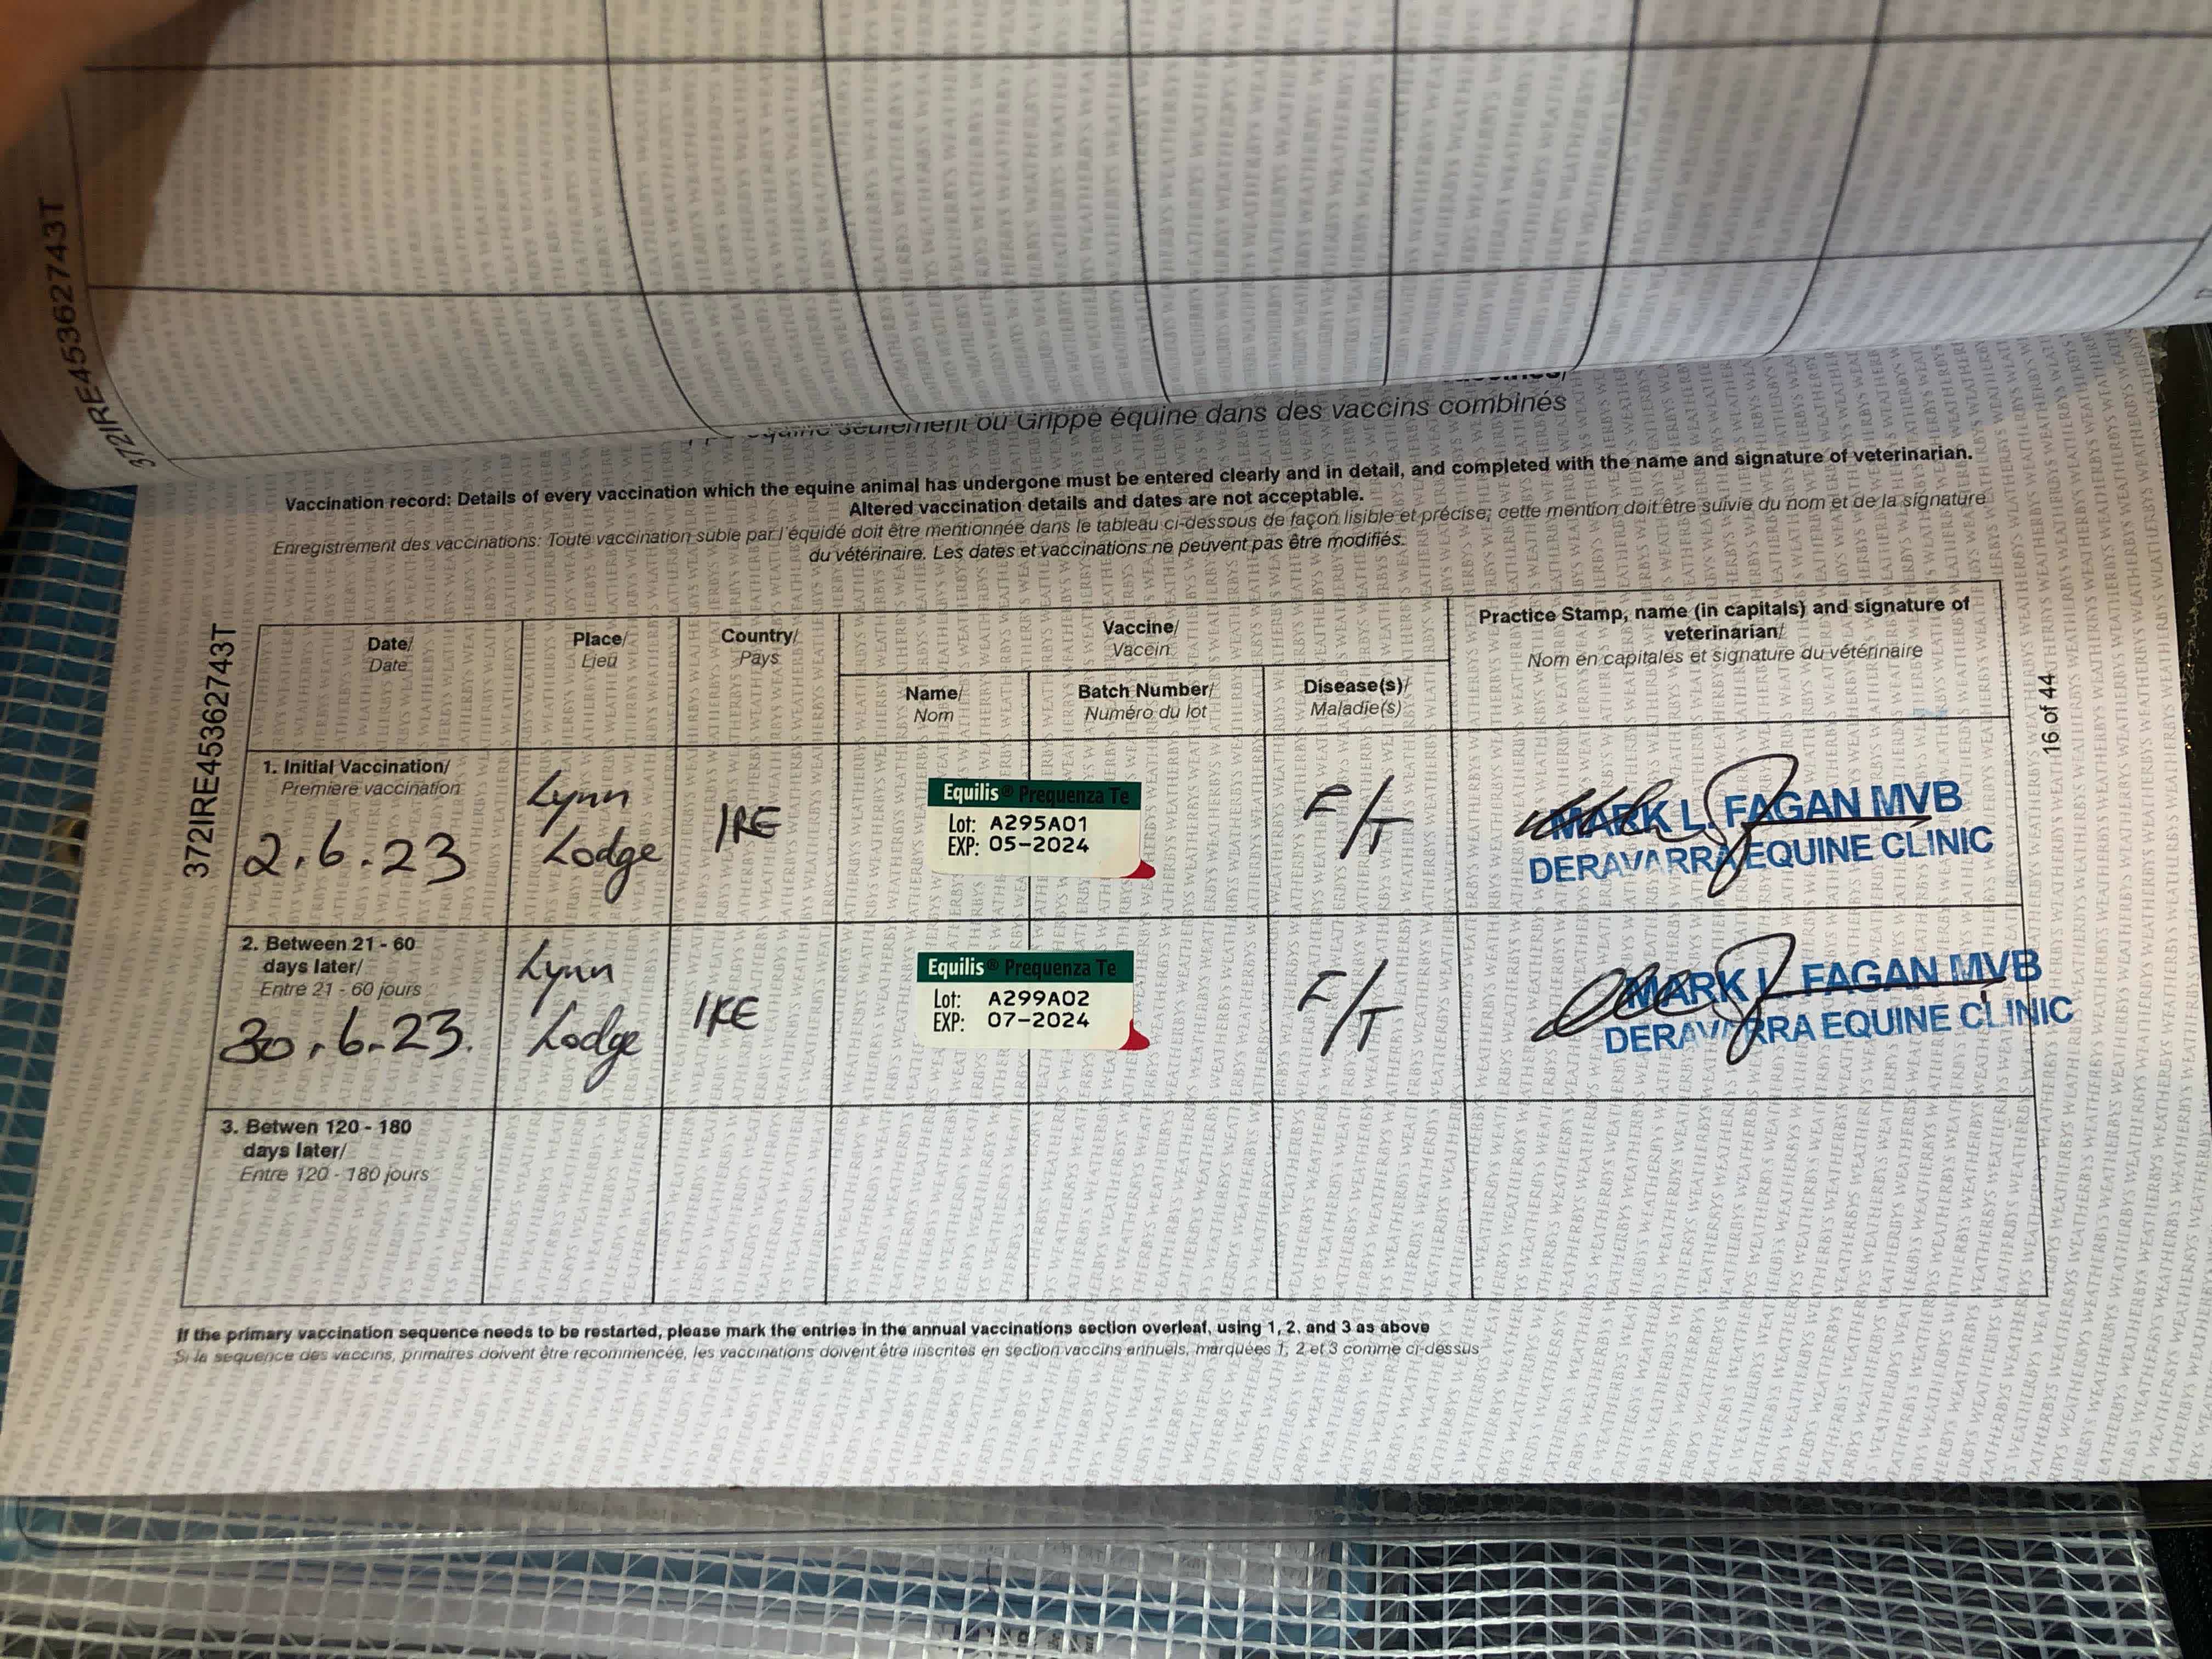 372IRE45362743T
seulement ou Grippe équine dans des vaccins combinés
Vaccination record: Details of every vaccination which the equine animal has undergone must be entered clearly and in detail, and completed with the name and signature of veterinarian.
Altered vaccination details and dates are not acceptable.
Enregistrement des vaccinations: Toute vaccination suble par l'équidé doit être mentionnée dans le tableau ci-dessous de façon lisible et précise; cette mention doit être suivie du nom et de la signature
du vétérinaire. Les dates et vaccinations ne peuvent pas être modifiés.
372IRE45362743T
Date/
Date
Place/
Lieu
Country/
Pays
Vaccine/
Vaccin
Name/
Nom
Batch Number/
Numéro du lot
Disease(s)/
Maladie(s)
Practice Stamp, name (in capitals) and signature of
veterinarian/
Nom en capitales et signature du vétérinaire
16 of 44
1. Initial Vaccination/
Premiere vaccination
2.6.23
Lynn
Lodge
IRE
Equilis® Prequenza Te
Lot: A295A01
EXP: 05-2024
F/T
MARK L. FAGAN MVB
DERAVARRA EQUINE CLINIC
2. Between 21 - 60
days later/
Entre 21 - 60 jours
30.6.23.
Lynn
Lodge
IRE
Equilis® Prequenza Te
Lot: A299A02
EXP: 07-2024
F/T
MARK L. FAGAN MVB
DERAVARRA EQUINE CLINIC
3. Betwen 120 - 180
days later/
Entre 120 - 180 jours
If the primary vaccination sequence needs to be restarted, please mark the entries in the annual vaccinations section overleaf, using 1, 2, and 3 as above
Si la sequence des vaccins, primaires doivent être recommencée, les vaccinations doivent être inscrites en section vaccins annuels, marquées 1, 2 et 3 comme ci-dessus